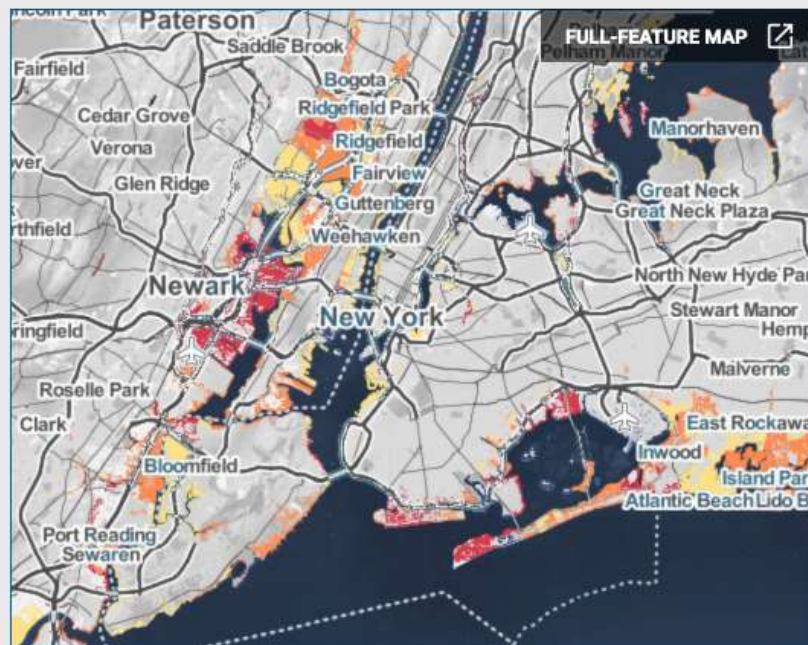 Paterson
FULL-FEATURE MAP
Saddle Brook
Pelham Manor
Fairfield
Bogota
Cedar Grove
Ridgefield Park
Manorhaven
Verona
Ridgefield
Glen Ridge
Fairview
Great Neck
Guttenberg
Great Neck Plaza
Weehawken
North New Hyde Par
Newark
Stewart Manor
New York
Hemp
Malverne
Roselle Park
Clark
East Rockawa
Bloomfield
Inwood
Island Par
Atlantic Beach
Lido B
Port Reading
Sewaren